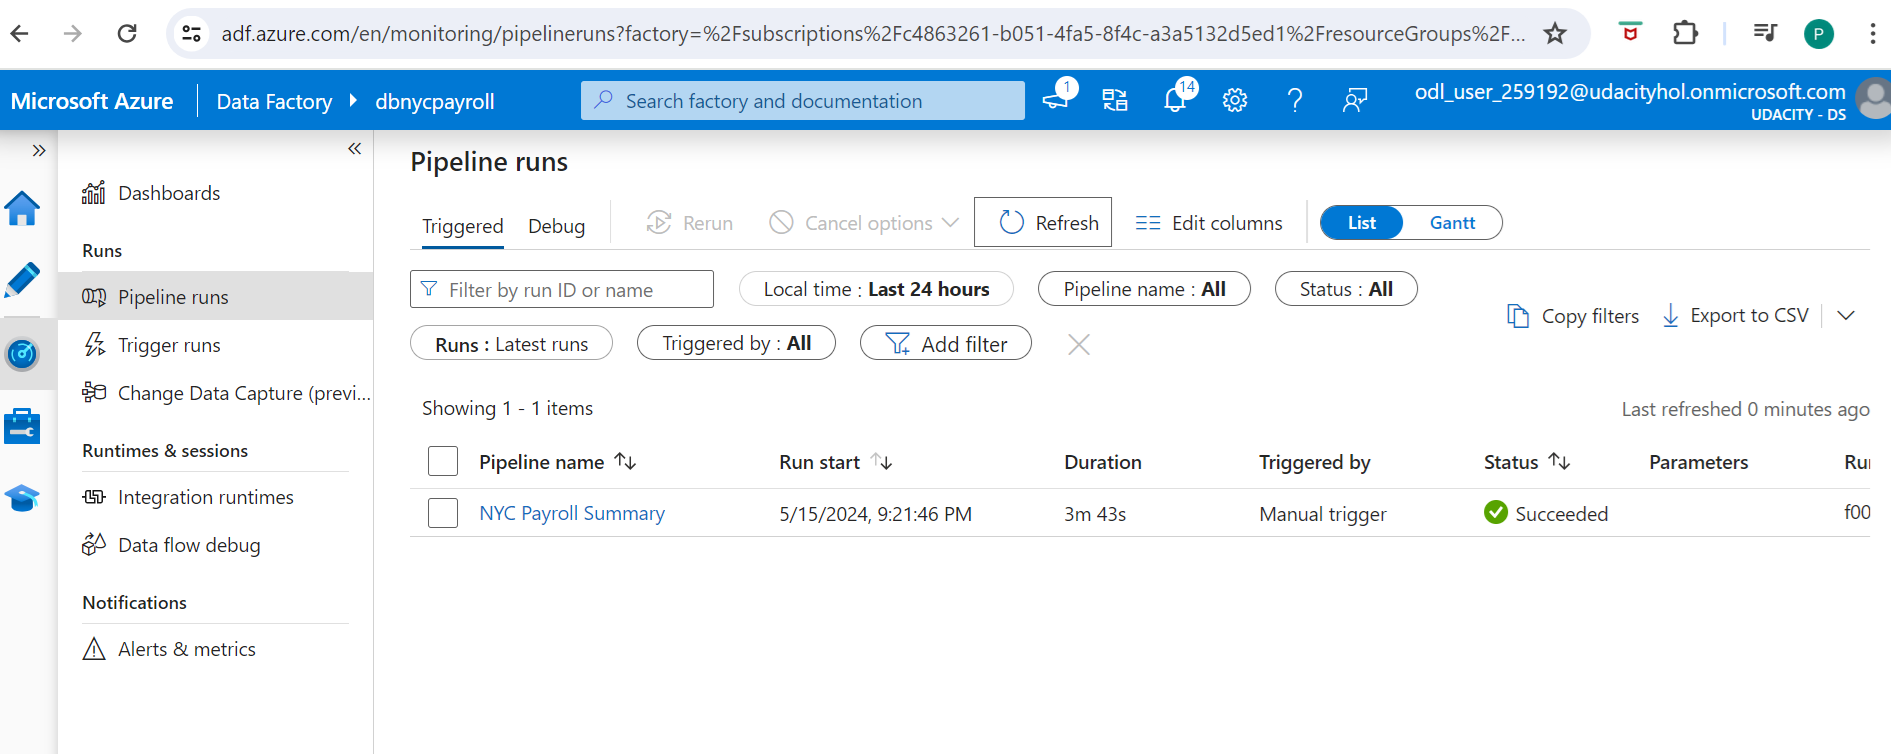 adf.azure.com/en/monitoring/pipelineruns?factory=%2Fsubscriptions%2Fc4863261-b051-4fa5-8f4c-a3a5132d5ed1%2FresourceGroups%2F...
P
Microsoft Azure
Data Factory
dbnycpayroll
Search factory and documentation
1
14
odl_user_259192@udacityhol.onmicrosoft.com
UDACITY - DS
Dashboards
Runs
Pipeline runs
Trigger runs
Change Data Capture (previ...
Runtimes & sessions
Integration runtimes
Data flow debug
Notifications
Alerts & metrics
Pipeline runs
Triggered Debug Rerun Cancel options Refresh Edit columns List Gantt
Filter by run ID or name Local time : Last 24 hours Pipeline name : All Status : All
Runs : Latest runs Triggered by : All Add filter
Copy filters Export to CSV
Showing 1 - 1 items
Last refreshed 0 minutes ago
Pipeline name Run start Duration Triggered by Status Parameters Ru
NYC Payroll Summary 5/15/2024, 9:21:46 PM 3m 43s Manual trigger Succeeded f00